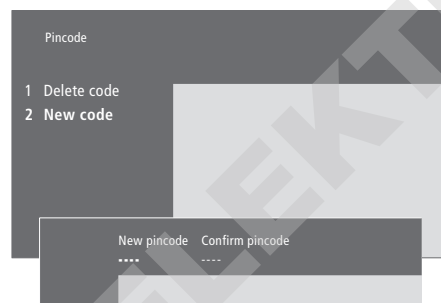 Pincode
1 Delete code
2 New code
New pincode Confirm pincode
---- ----